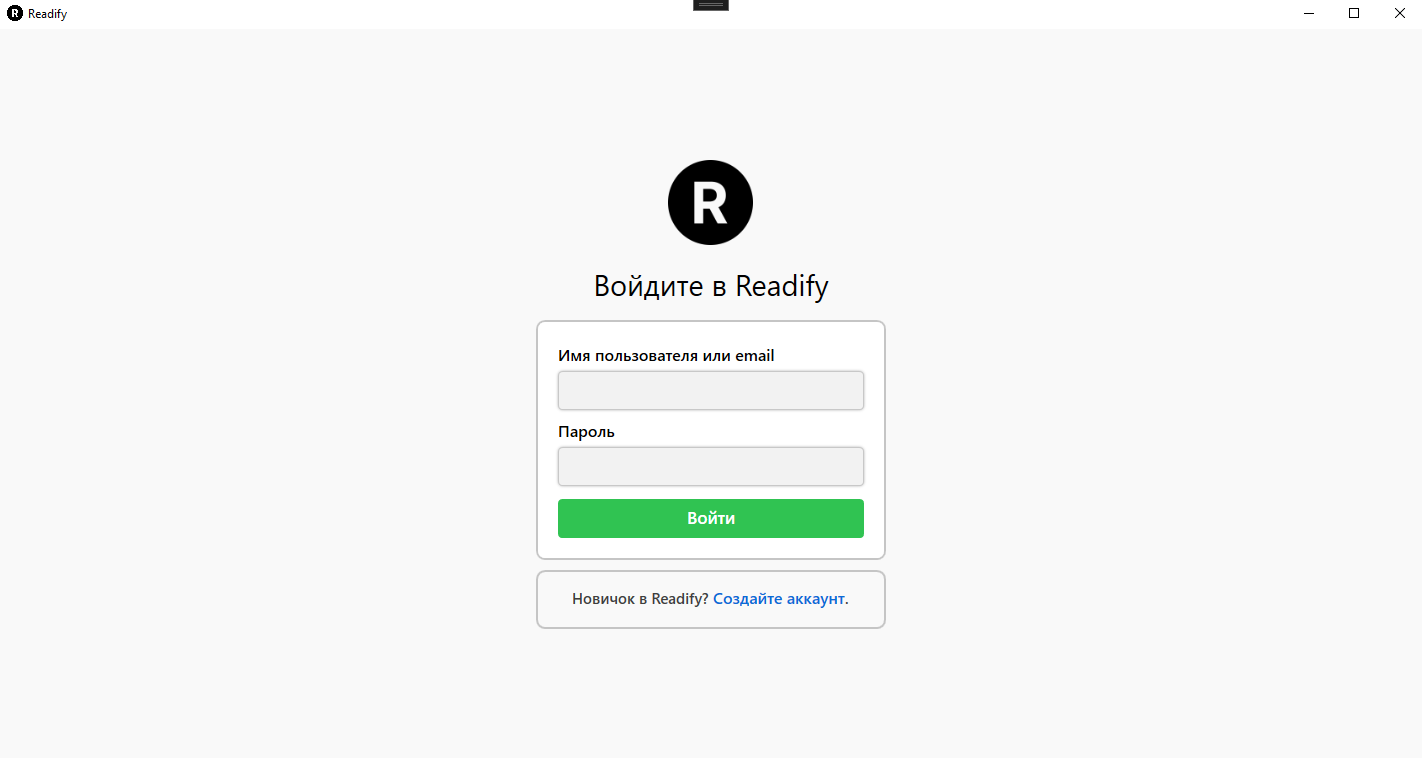 Readify
R
Войдите в Readify
Имя пользователя или email
Пароль
Войти
Новичок в Readify? Создайте аккаунт.